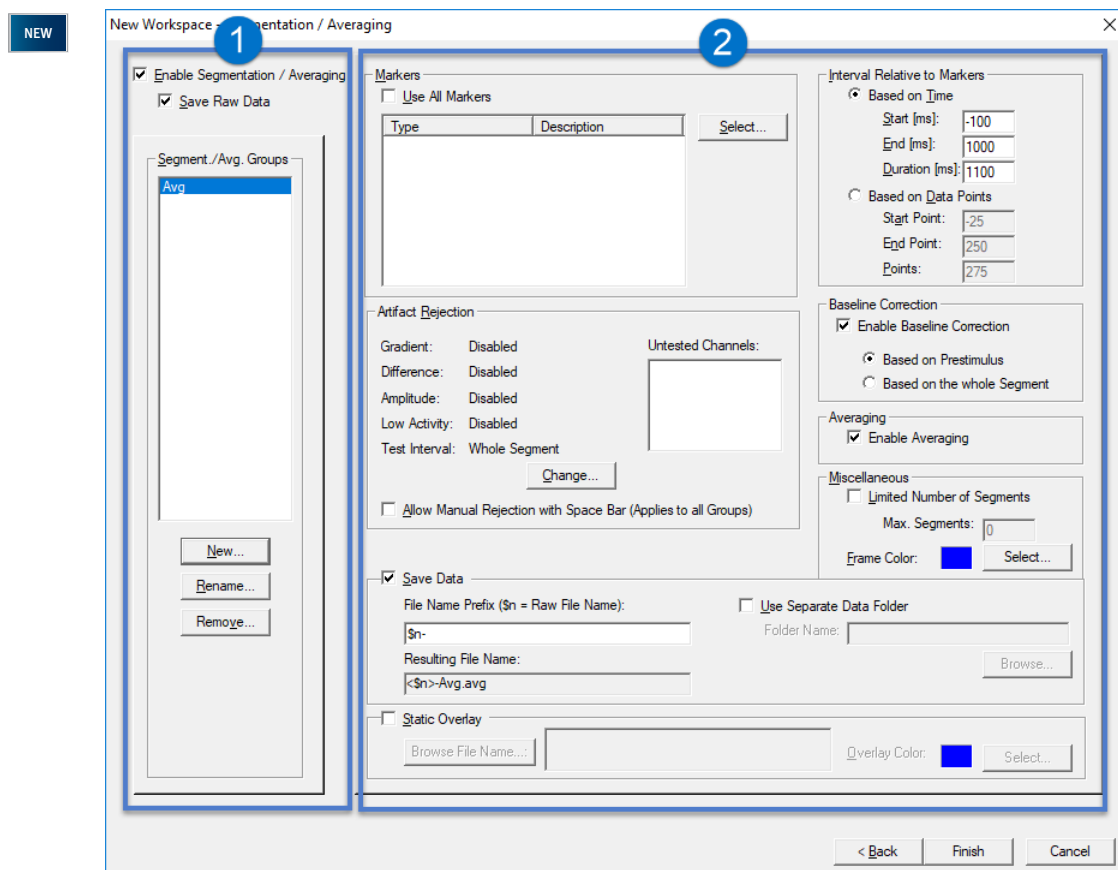 NEW
New Workspace - mentation / Averaging
1
2
Enable Segmentation / Averaging
Save Raw Data
Segment./Avg. Groups
Avg
New...
Rename...
Remove...
Markers
Use All Markers
Type Description
Select...
Artifact Rejection
Gradient: Disabled
Difference: Disabled
Amplitude: Disabled
Low Activity: Disabled
Test Interval: Whole Segment
Untested Channels:
Change...
Allow Manual Rejection with Space Bar (Applies to all Groups)
Interval Relative to Markers
Based on Time
Start [ms]: -100
End [ms]: 1000
Duration [ms]: 1100
Based on Data Points
Start Point: -25
End Point: 250
Points: 275
Baseline Correction
Enable Baseline Correction
Based on Prestimulus
Based on the whole Segment
Averaging
Enable Averaging
Miscellaneous
Limited Number of Segments
Max. Segments: 0
Frame Color: Select...
Save Data
File Name Prefix ($n = Raw File Name):
$n-
Resulting File Name:
<$n>-Avg.avg
Use Separate Data Folder
Folder Name:
Browse...
Static Overlay
Browse File Name...:
Overlay Color: Select...
< Back Finish Cancel